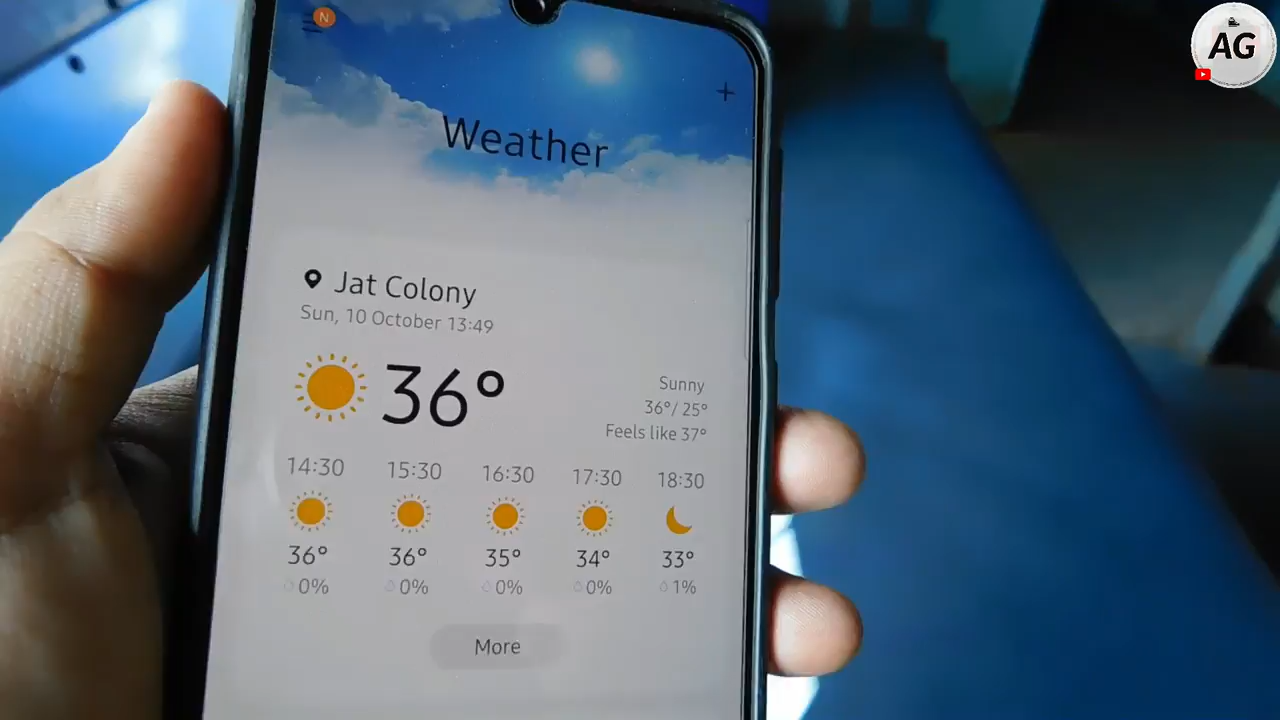 N
AG
+
Weather
Jat Colony
Sun, 10 October 13:49
36°
Sunny
36°/ 25°
Feels like 37°
14:30 15:30 16:30 17:30 18:30
36° 36° 35° 34° 33°
0% 0% 0% 0% 1%
More